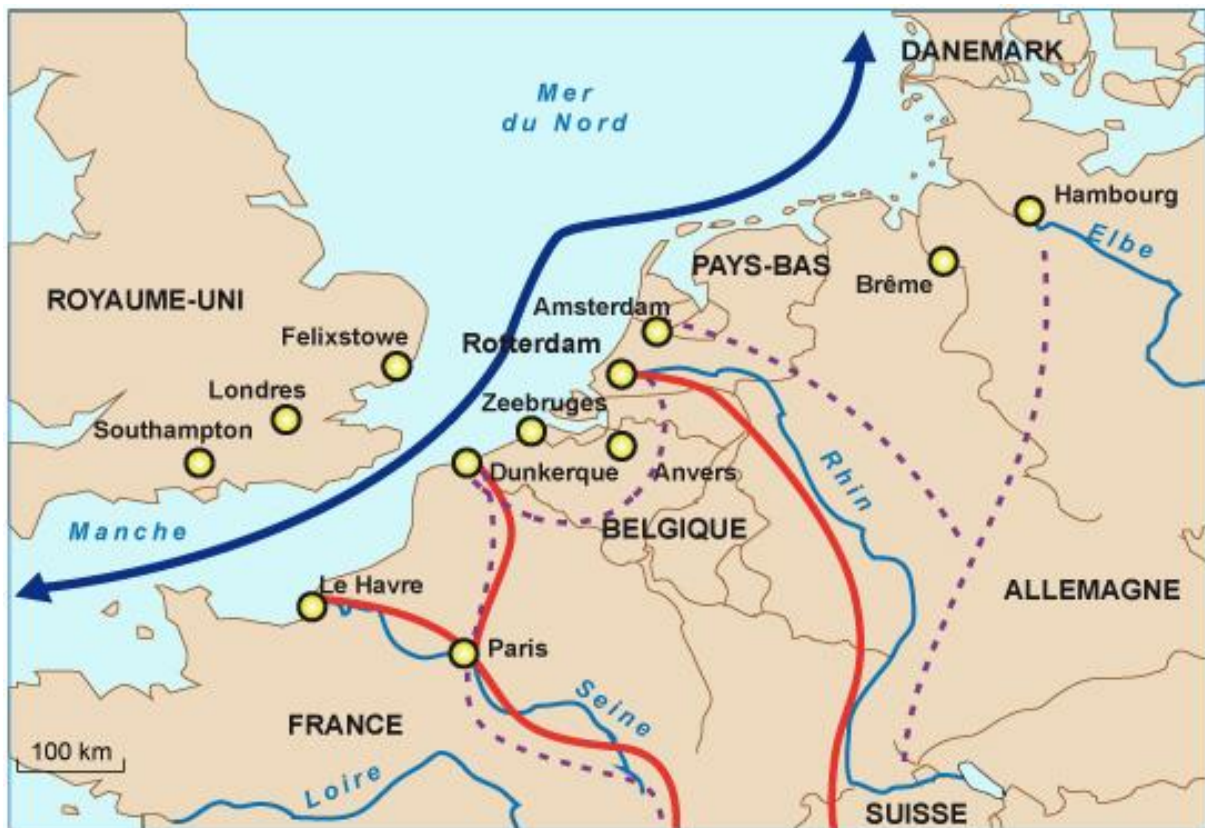 DANEMARK
Mer
du Nord
Hambourg
Elbe
PAYS-BAS
Brême
ROYAUME-UNI
Amsterdam
Felixstowe
Rotterdam
Londres
Zeebruges
Southampton
Dunkerque
Anvers
Rhin
Manche
BELGIQUE
Le Havre
ALLEMAGNE
Paris
Seine
FRANCE
100 km
Loire
SUISSE